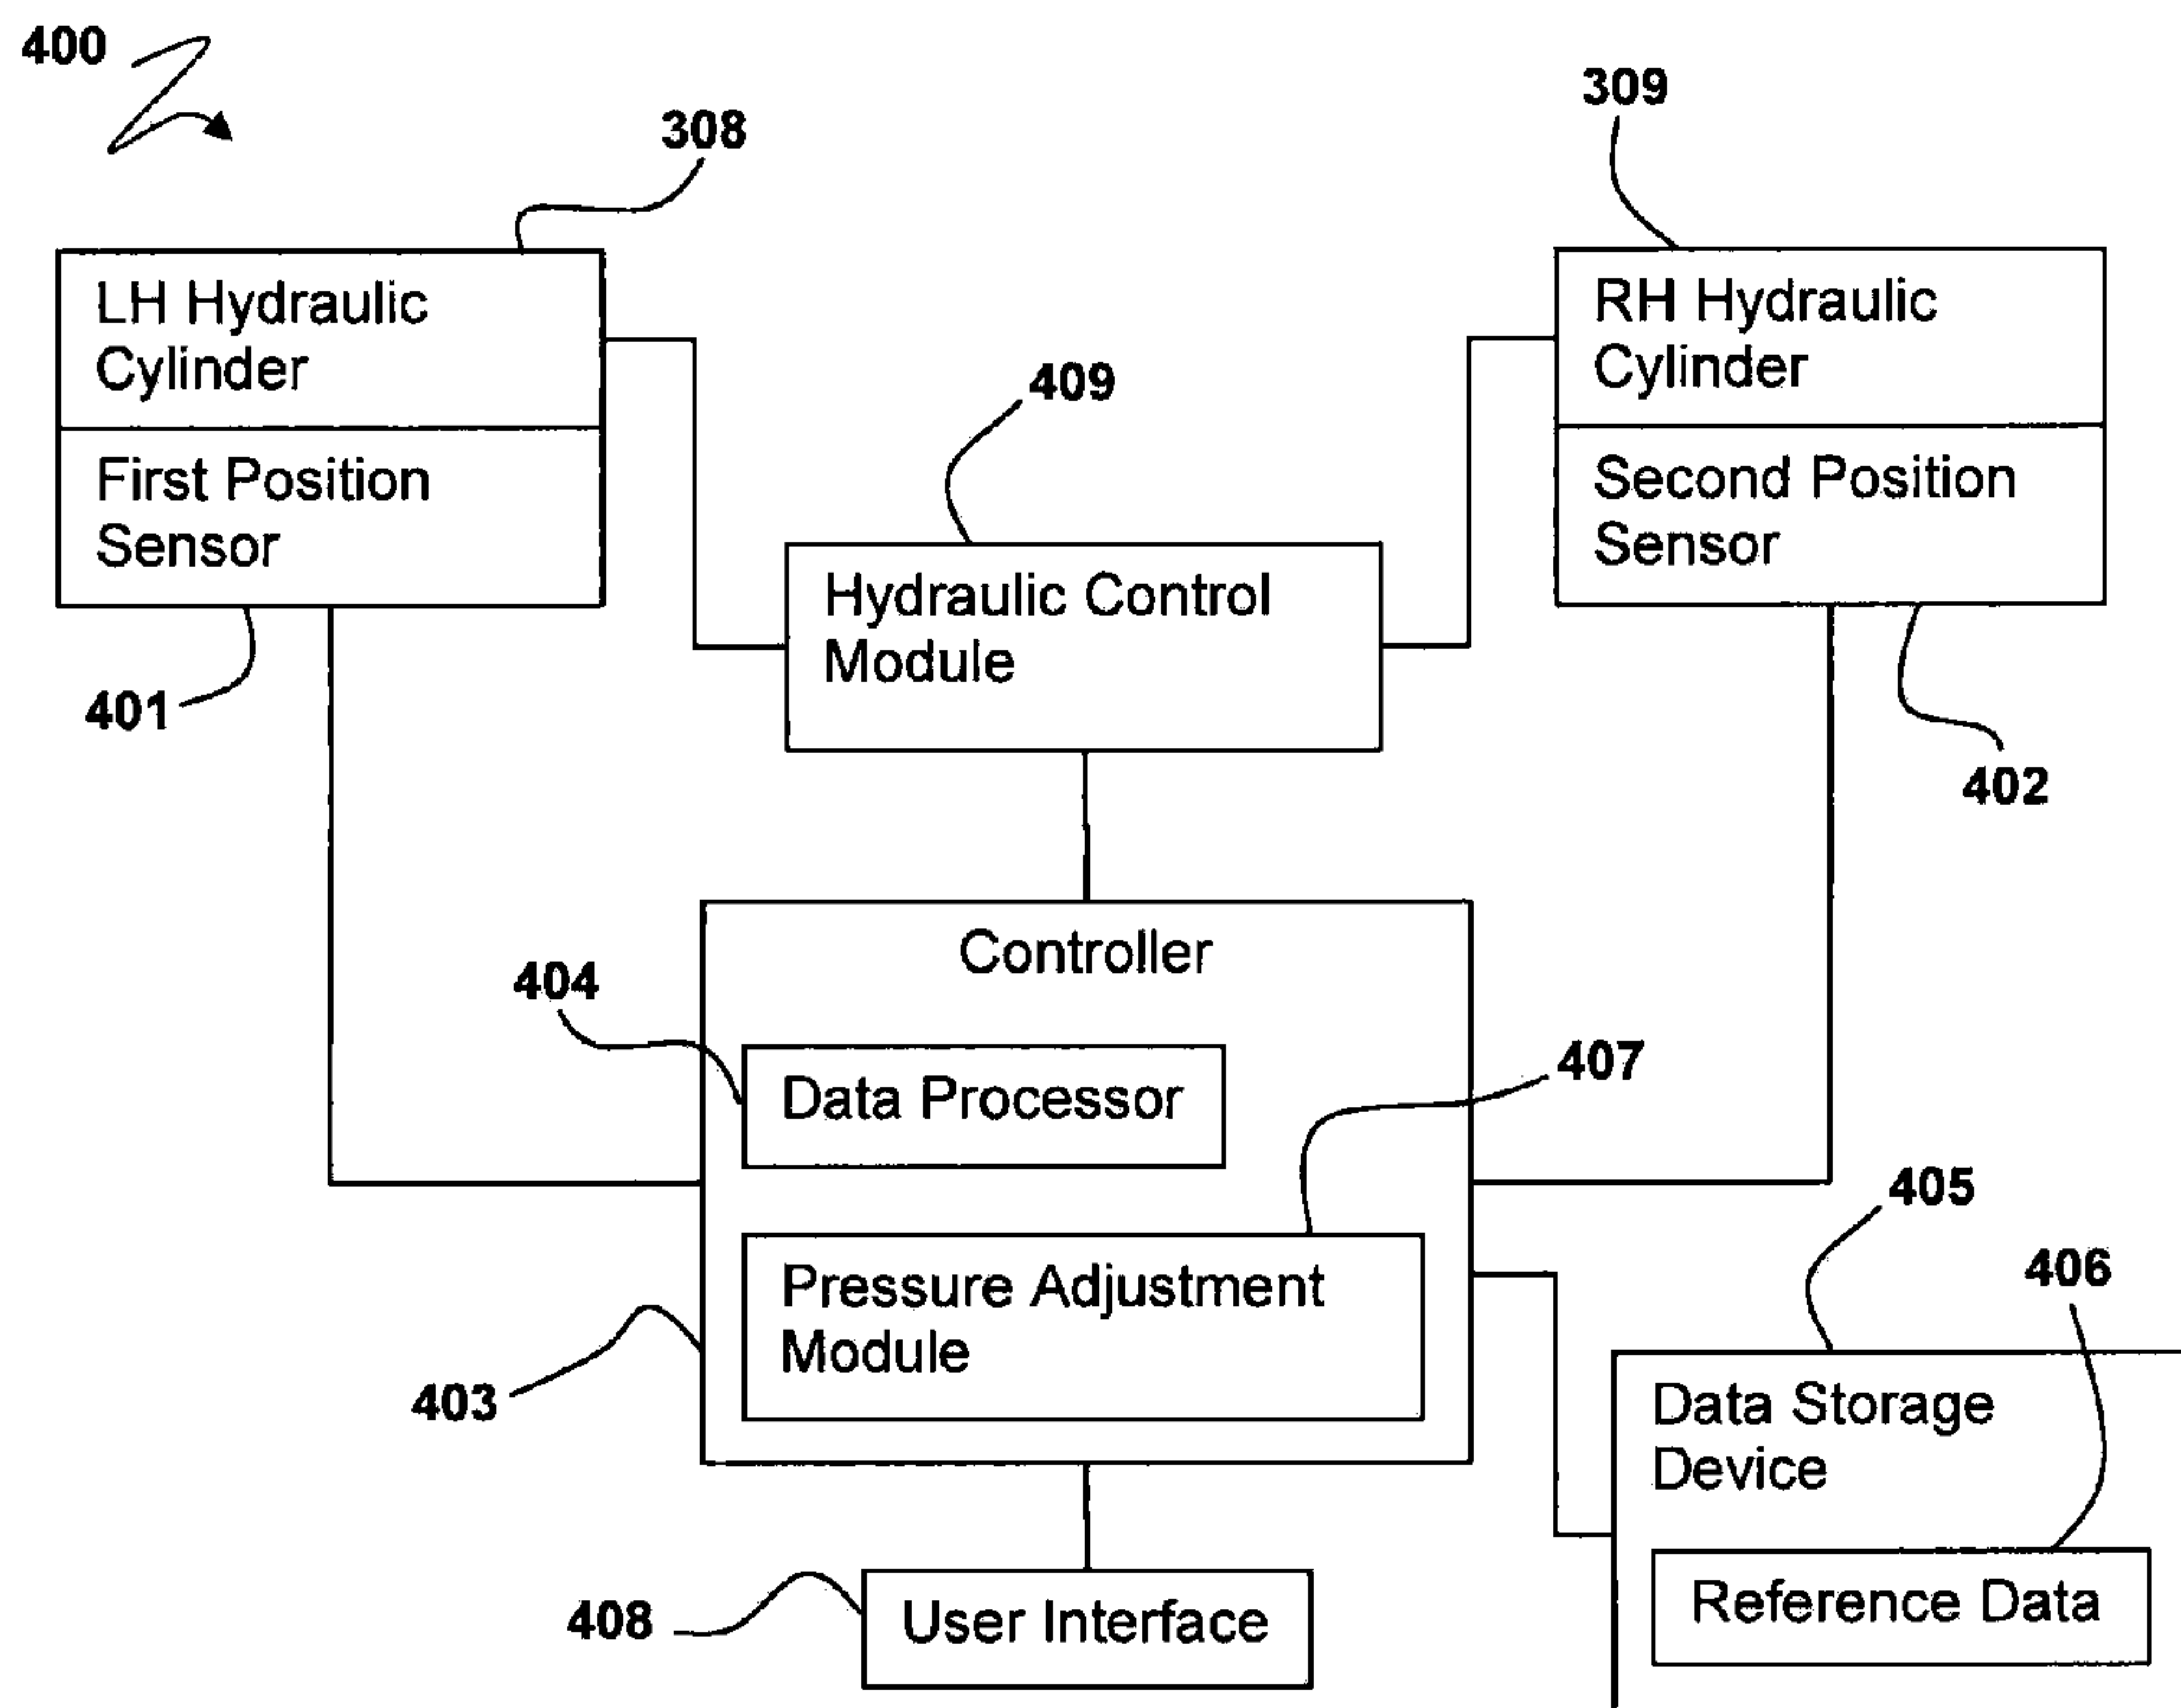 400
308
309
LH Hydraulic
Cylinder
First Position
Sensor
401
409
Hydraulic Control
Module
RH Hydraulic
Cylinder
Second Position
Sensor
402
Controller
404
Data Processor
407
Pressure Adjustment
Module
403
405
406
Data Storage
Device
Reference Data
408
User Interface